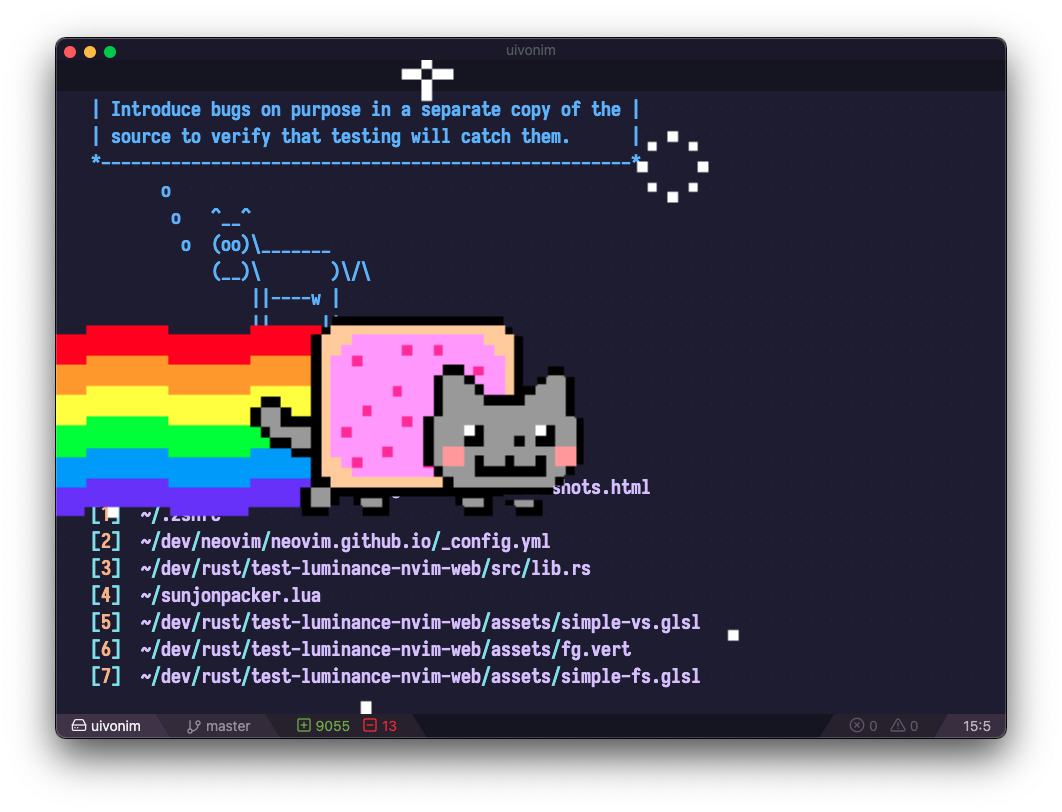 uivonim
| Introduce bugs on purpose in a separate copy of the |
| source to verify that testing will catch them. |
*-----------------------------------------------------*
o
o ^__^
o (oo)\_______
(__)\ )\/\
||----w |
|| |
shots.html
[1] ~/.zshrc
[2] ~/dev/neovim/neovim.github.io/_config.yml
[3] ~/dev/rust/test-luminance-nvim-web/src/lib.rs
[4] ~/sunjonpacker.lua
[5] ~/dev/rust/test-luminance-nvim-web/assets/simple-vs.glsl
[6] ~/dev/rust/test-luminance-nvim-web/assets/fg.vert
[7] ~/dev/rust/test-luminance-nvim-web/assets/simple-fs.glsl
uivonim master 9055 13 0 0 15:5